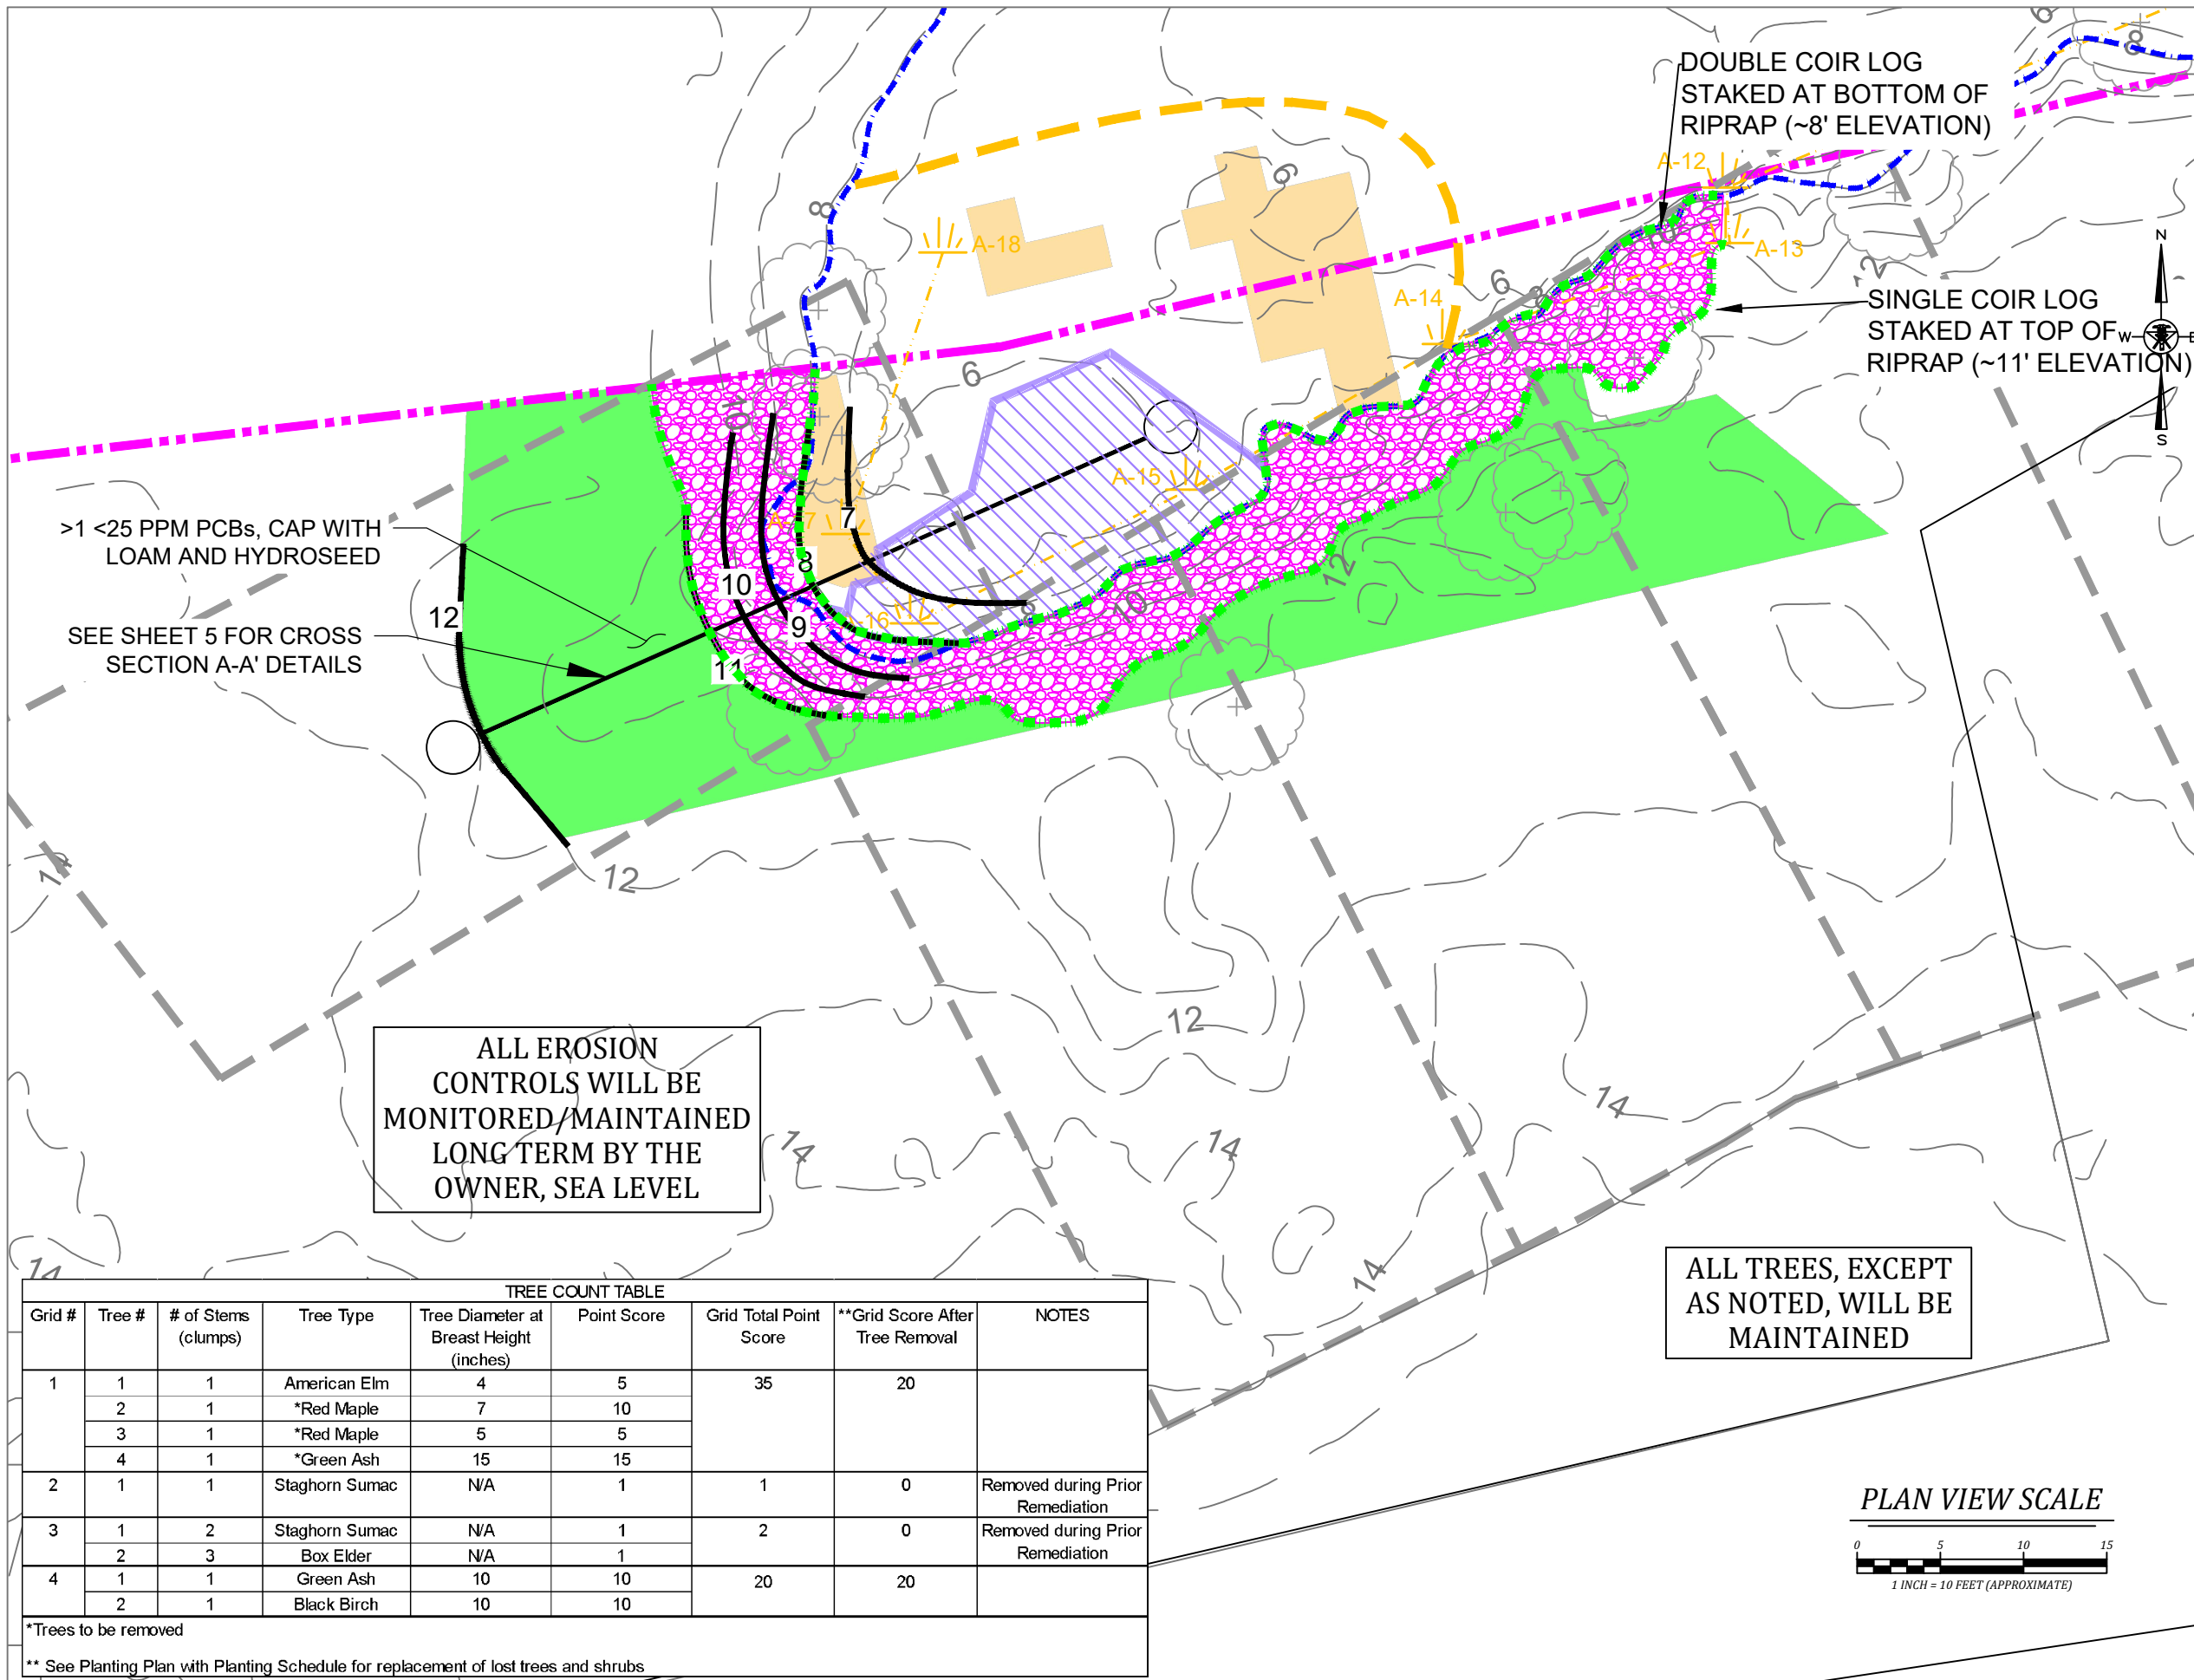 DOUBLE COIR LOG
STAKED AT BOTTOM OF
RIPRAP (~8' ELEVATION)
SINGLE COIR LOG
STAKED AT TOP OF
RIPRAP (~11' ELEVATION)
N
W
E
S
A-12
A-13
A-14
A-15
A-18
6
8
8
6
6
6
12
12
10
8
7
8
9
10
11
12
>1 <25 PPM PCBs, CAP WITH
LOAM AND HYDROSEED
SEE SHEET 5 FOR CROSS
SECTION A-A' DETAILS
12
12
14
14
14
14
14
ALL EROSION
CONTROLS WILL BE
MONITORED/MAINTAINED
LONG TERM BY THE
OWNER, SEA LEVEL
ALL TREES, EXCEPT
AS NOTED, WILL BE
MAINTAINED
TREE COUNT TABLE
Grid # Tree # # of Stems (clumps) Tree Type Tree Diameter at Breast Height (inches) Point Score Grid Total Point Score **Grid Score After Tree Removal NOTES
1 1 1 American Elm 4 5 35 20
2 1 *Red Maple 7 10
3 1 *Red Maple 5 5
4 1 *Green Ash 15 15
2 1 1 Staghorn Sumac N/A 1 1 0 Removed during Prior Remediation
3 1 2 Staghorn Sumac N/A 1 2 0 Removed during Prior Remediation
2 3 Box Elder N/A 1
4 1 1 Green Ash 10 10 20 20
2 1 Black Birch 10 10
*Trees to be removed
** See Planting Plan with Planting Schedule for replacement of lost trees and shrubs
PLAN VIEW SCALE
0 5 10 15
1 INCH = 10 FEET (APPROXIMATE)